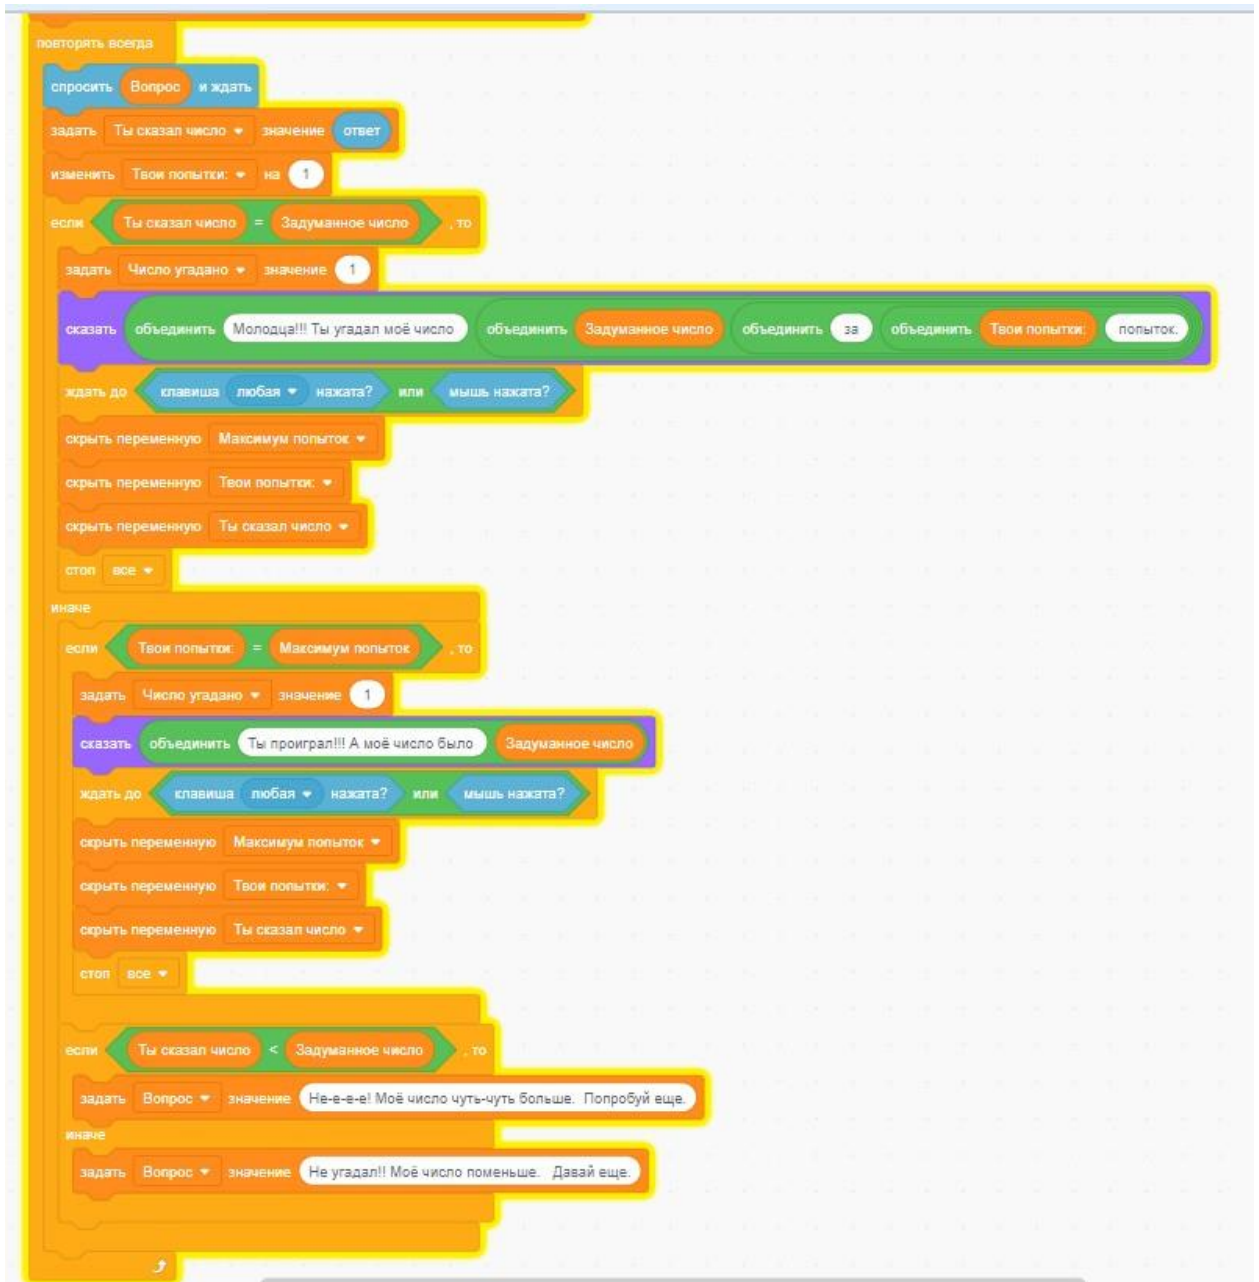 повторять всегда
спросить Вопрос и ждать
задать Ты сказал число значение ответ
изменить Твои попытки: на 1
если Ты сказал число = Задуманное число , то
задать Число угадано значение 1
сказать объединить Молодца!!! Ты угадал моё число объединить Задуманное число объединить за объединить Твои попытки: попыток.
ждать до клавиша любая нажата? или мышь нажата?
скрыть переменную Максимум попыток
скрыть переменную Твои попытки:
скрыть переменную Ты сказал число
стоп все
иначе
если Твои попытки: = Максимум попыток , то
задать Число угадано значение 1
сказать объединить Ты проиграл!!! А моё число было Задуманное число
ждать до клавиша любая нажата? или мышь нажата?
скрыть переменную Максимум попыток
скрыть переменную Твои попытки:
скрыть переменную Ты сказал число
стоп все
если Ты сказал число < Задуманное число , то
задать Вопрос значение Не-е-е-е! Моё число чуть-чуть больше. Попробуй еще.
иначе
задать Вопрос значение Не угадал!! Моё число поменьше. Давай еще.